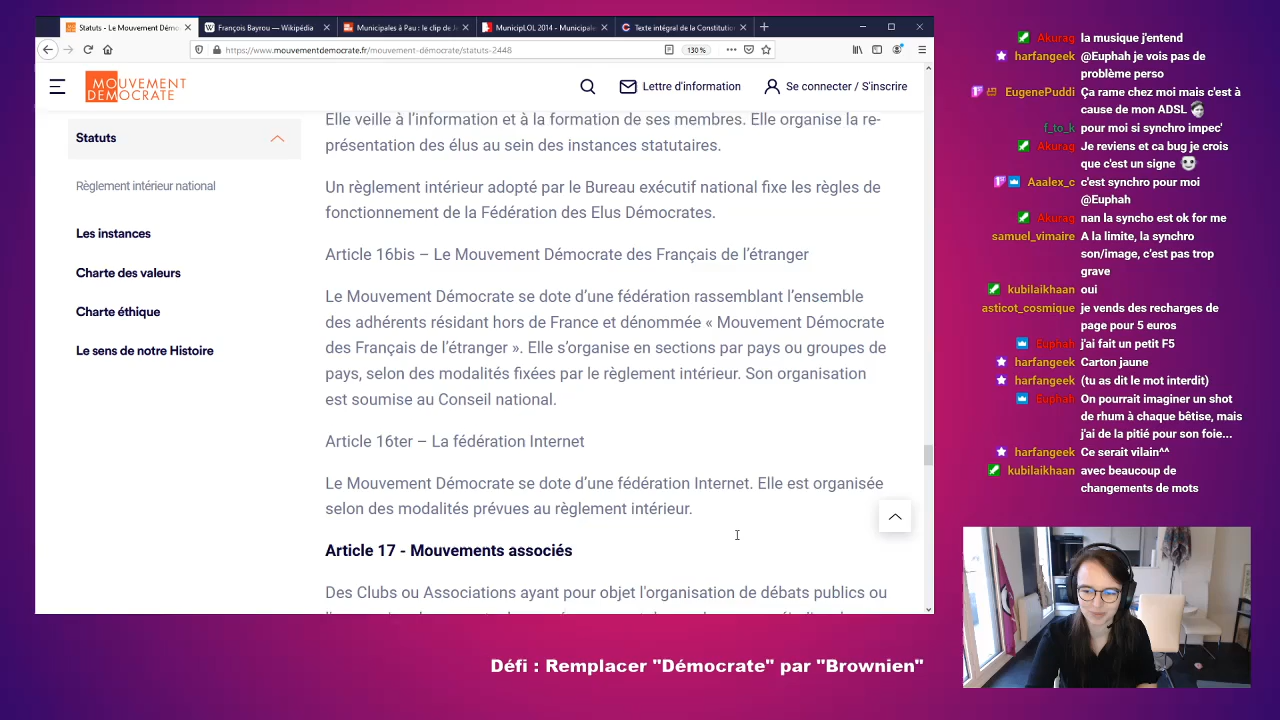 Statuts - Le Mouvement Démo
François Bayrou — Wikipédia
Municipales à Pau : le clip de J
MunicipLOL 2014 - Municipale
Texte intégral de la Constitution
https://www.mouvementdemocrate.fr/mouvement-démocrate/statuts-2448
130 %
MOUVEMENT
DEMOCRATE
Lettre d'information
Se connecter / S'inscrire
Statuts
Règlement intérieur national
Les instances
Charte des valeurs
Charte éthique
Le sens de notre Histoire
Elle veille à l’information et à la formation de ses membres. Elle organise la re-
présentation des élus au sein des instances statutaires.
Un règlement intérieur adopté par le Bureau exécutif national fixe les règles de
fonctionnement de la Fédération des Elus Démocrates.
Article 16bis – Le Mouvement Démocrate des Français de l’étranger
Le Mouvement Démocrate se dote d’une fédération rassemblant l’ensemble
des adhérents résidant hors de France et dénommée « Mouvement Démocrate
des Français de l’étranger ». Elle s’organise en sections par pays ou groupes de
pays, selon des modalités fixées par le règlement intérieur. Son organisation
est soumise au Conseil national.
Article 16ter – La fédération Internet
Le Mouvement Démocrate se dote d’une fédération Internet. Elle est organisée
selon des modalités prévues au règlement intérieur.
Article 17 - Mouvements associés
Des Clubs ou Associations ayant pour objet l'organisation de débats publics ou
Akurag la musique j'entend
harfangeek @Euphah je vois pas de
problème perso
EugenePuddi Ça rame chez moi mais c'est à
cause de mon ADSL
f_to_k pour moi si synchro impec'
Akurag Je reviens et ca bug je crois
que c'est un signe
Aaalex_c c'est synchro pour moi
@Euphah
Akurag nan la syncho est ok for me
samuel_vimaire A la limite, la synchro
son/image, c'est pas trop
grave
kubilaikhaan oui
asticot_cosmique je vends des recharges de
page pour 5 euros
Euphah j'ai fait un petit F5
harfangeek Carton jaune
harfangeek (tu as dit le mot interdit)
Euphah On pourrait imaginer un shot
de rhum à chaque bêtise, mais
j'ai de la pitié pour son foie...
harfangeek Ce serait vilain^^
kubilaikhaan avec beaucoup de
changements de mots
Défi : Remplacer "Démocrate" par "Brownien"